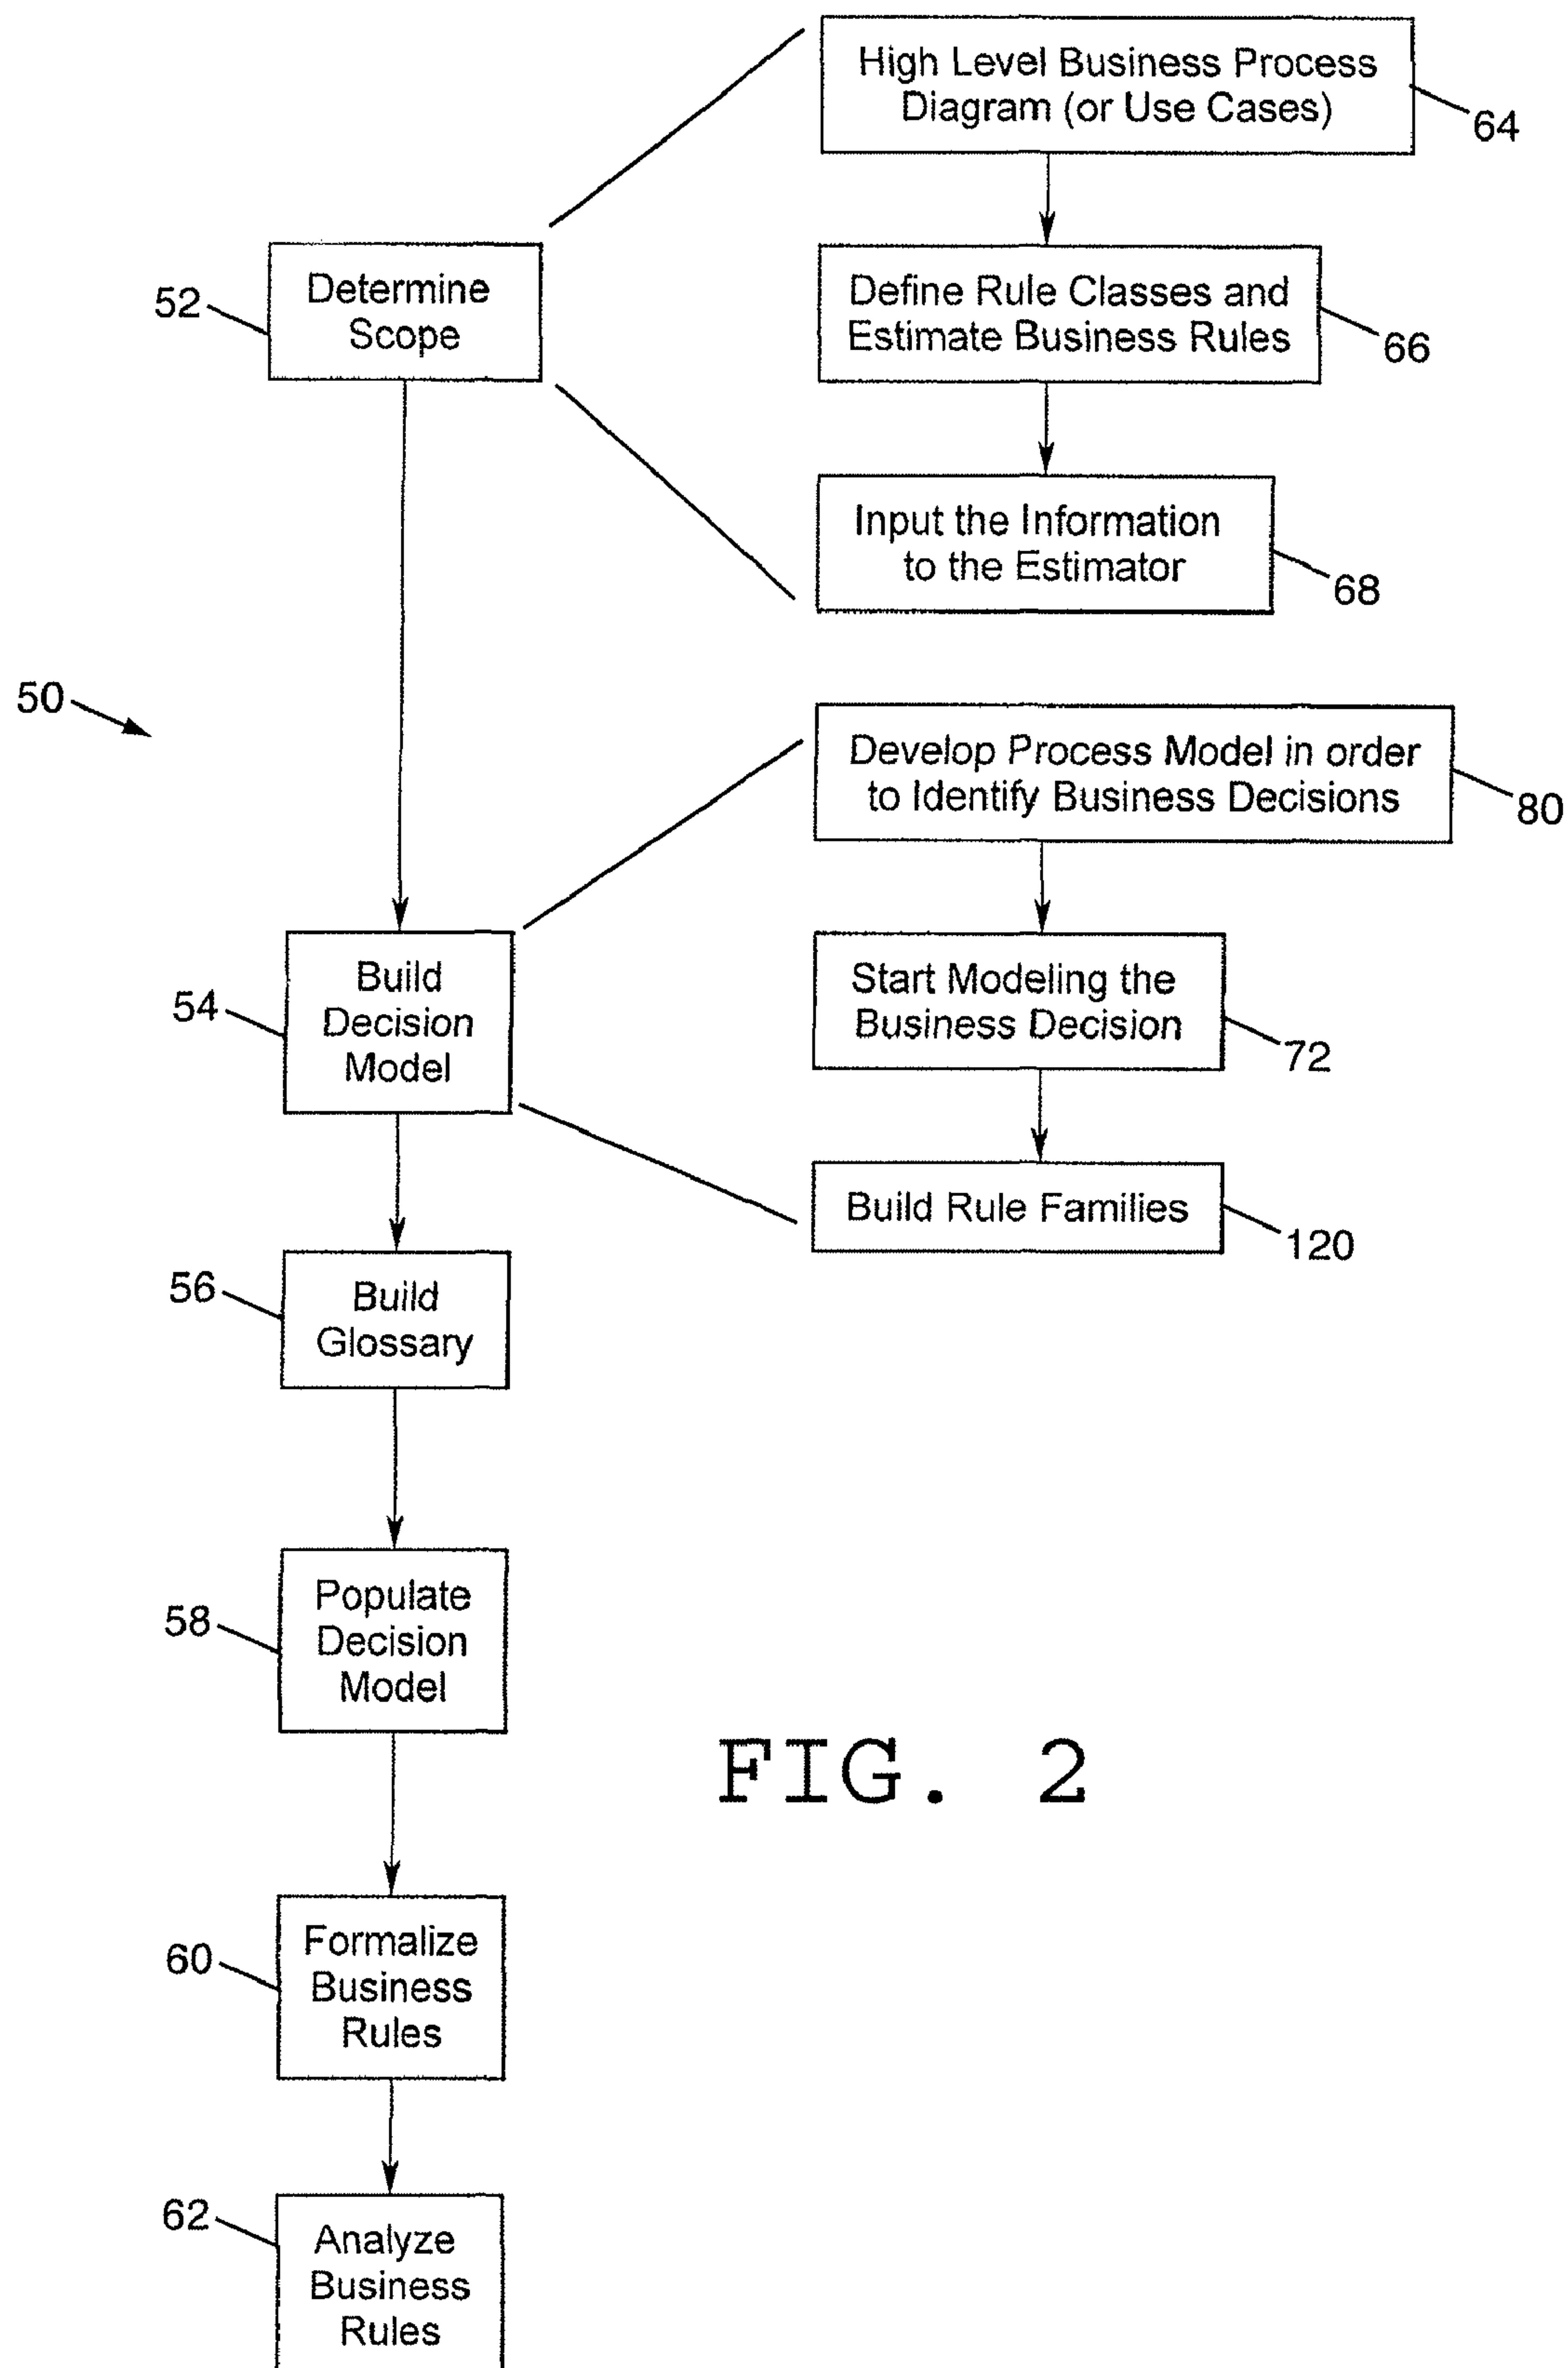 High Level Business Process
Diagram (or Use Cases)
64
Determine
Scope
52
Define Rule Classes and
Estimate Business Rules
66
Input the Information
to the Estimator
68
50
Develop Process Model in order
to Identify Business Decisions
80
Build
Decision
Model
54
Start Modeling the
Business Decision
72
Build Rule Families
120
56
Build
Glossary
58
Populate
Decision
Model
FIG. 2
60
Formalize
Business
Rules
62
Analyze
Business
Rules